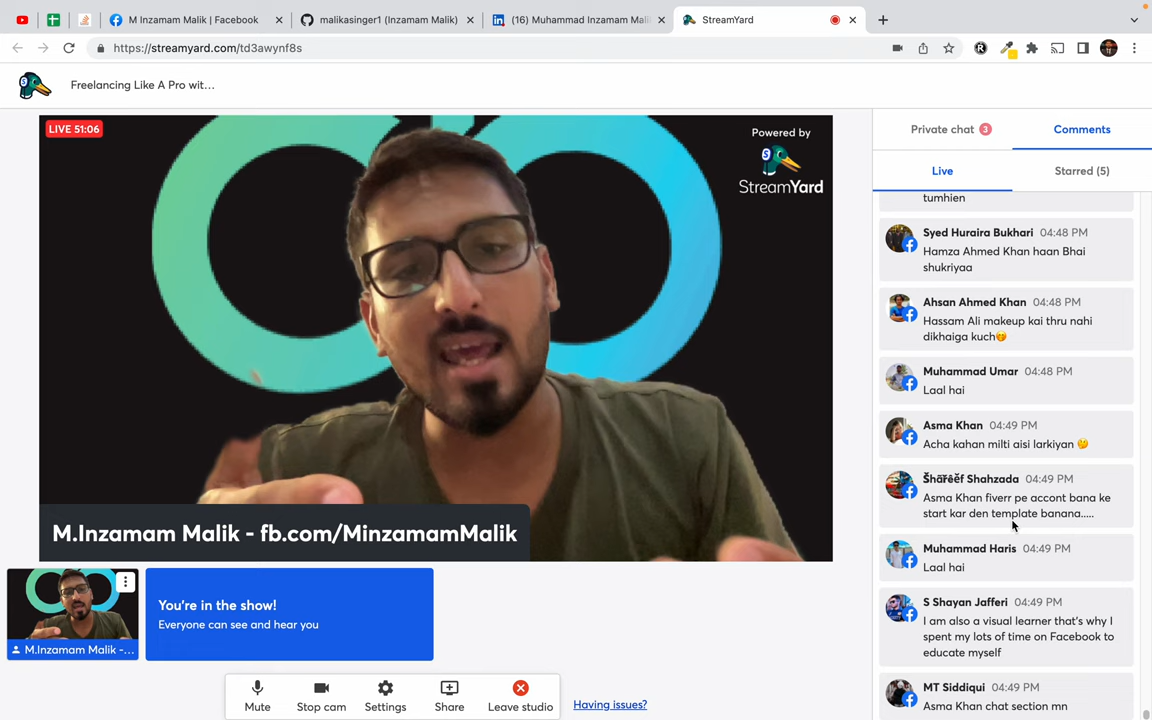 M Inzamam Malik | Facebook
malikasinger1 (Inzamam Malik)
(16) Muhammad Inzamam Mali
StreamYard
https://streamyard.com/td3awynf8s
Freelancing Like A Pro wit...
LIVE 51:06
Powered by
StreamYard
M.Inzamam Malik - fb.com/MinzamamMalik
M.Inzamam Malik -...
You're in the show!
Everyone can see and hear you
Mute
Stop cam
Settings
Share
Leave studio
Having issues?
Private chat 3
Comments
Live
Starred (5)
tumhien
Syed Huraira Bukhari 04:48 PM
Hamza Ahmed Khan haan Bhai
shukriyaa
Ahsan Ahmed Khan 04:48 PM
Hassam Ali makeup kai thru nahi
dikhaiga kuch🤭
Muhammad Umar 04:48 PM
Laal hai
Asma Khan 04:49 PM
Acha kahan milti aisi larkiyan 🤔
Shahzada 04:49 PM
Asma Khan fiverr pe accont bana ke
start kar den template banana.....
Muhammad Haris 04:49 PM
Laal hai
S Shayan Jafferi 04:49 PM
I am also a visual learner that's why I
spent my lots of time on Facebook to
educate myself
MT Siddiqui 04:49 PM
Asma Khan chat section mn